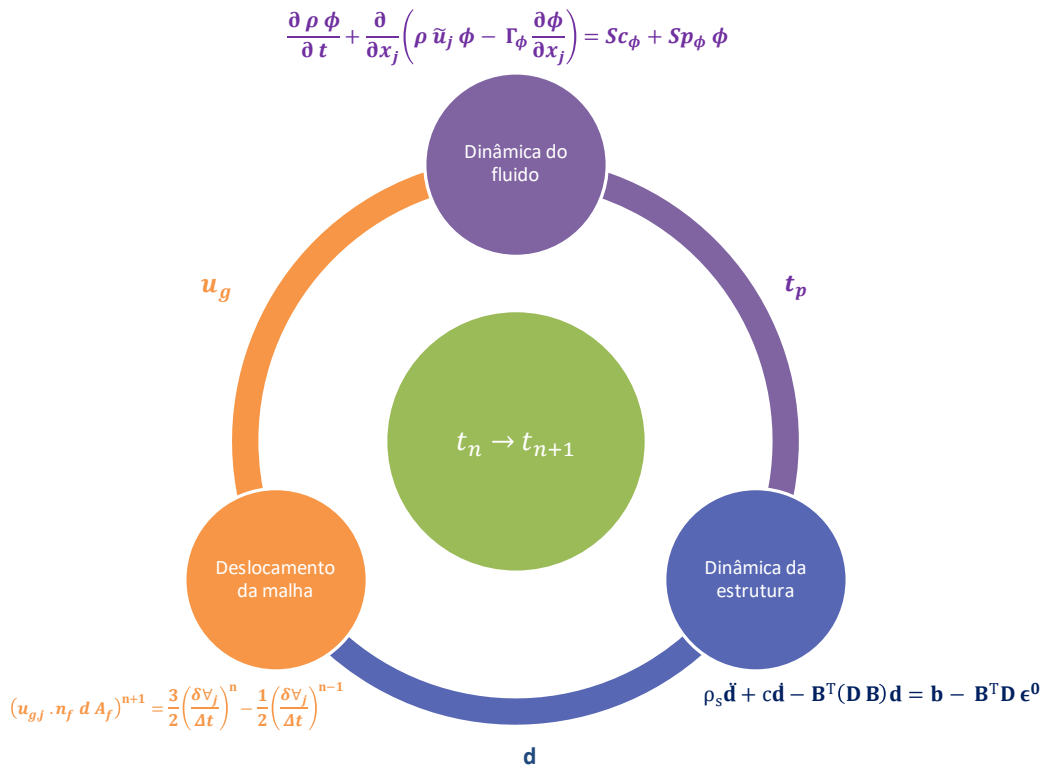 ∂ρϕ/∂t + ∂/∂x_j (ρ ũ_j ϕ − Γ_ϕ ∂ϕ/∂x_j) = Sc_ϕ + Sp_ϕ ϕ
Dinâmica do
fluido
u_g
t_p
t_n → t_{n+1}
Deslocamento
da malha
Dinâmica da
estrutura
(u_{g,j} . n_f d A_f)^{n+1} = 3/2 (δ∀_j/Δt)^n − 1/2 (δ∀_j/Δt)^{n−1}
ρ_s d̈ + cḋ − B^T(D B)d = b − B^T D ϵ^0
d